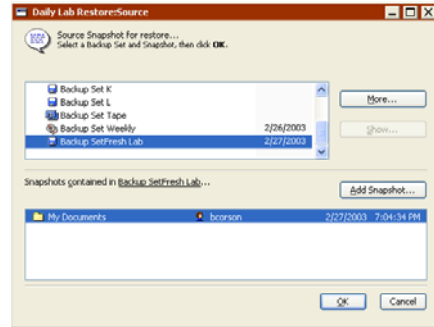 Daily Lab Restore:Source
Source Snapshot for restore...
Select a Backup Set and Snapshot, then click OK.
Backup Set K
Backup Set L
Backup Set Tape
Backup Set Weekly 2/26/2003
Backup SetFresh Lab 2/27/2003
More...
Show...
Snapshots contained in Backup SetFresh Lab...
Add Snapshot...
My Documents bcorson 2/27/2003 7:04:34 PM
OK Cancel